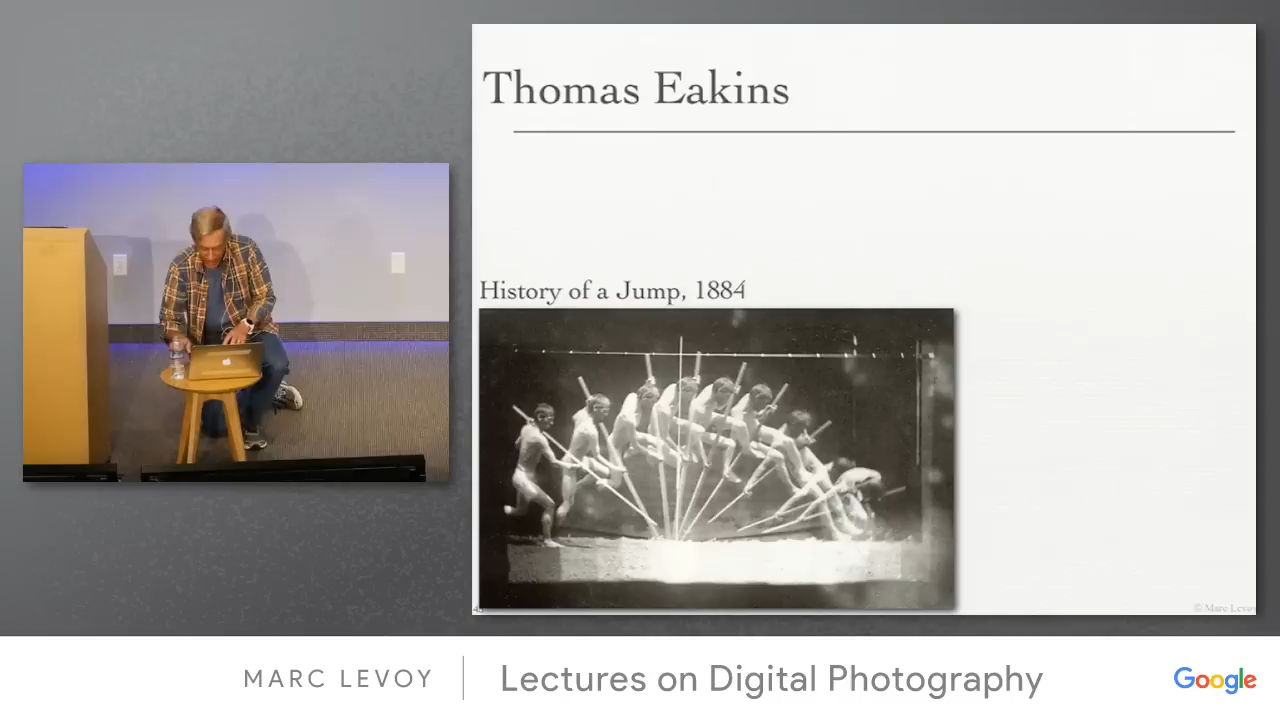 Thomas Eakins
History of a Jump, 1884
© Marc Levoy
MARC LEVOY
Lectures on Digital Photography
Google